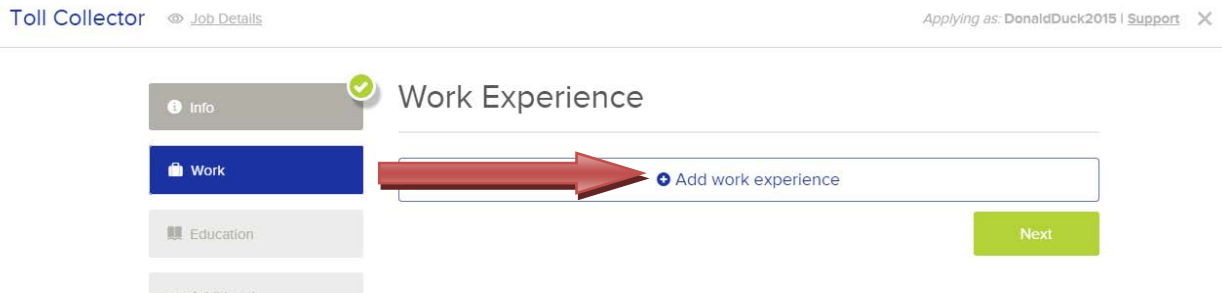 Toll Collector Job Details Applying as: DonaldDuck2015 | Support
Info
Work Experience
Work
Add work experience
Education
Next